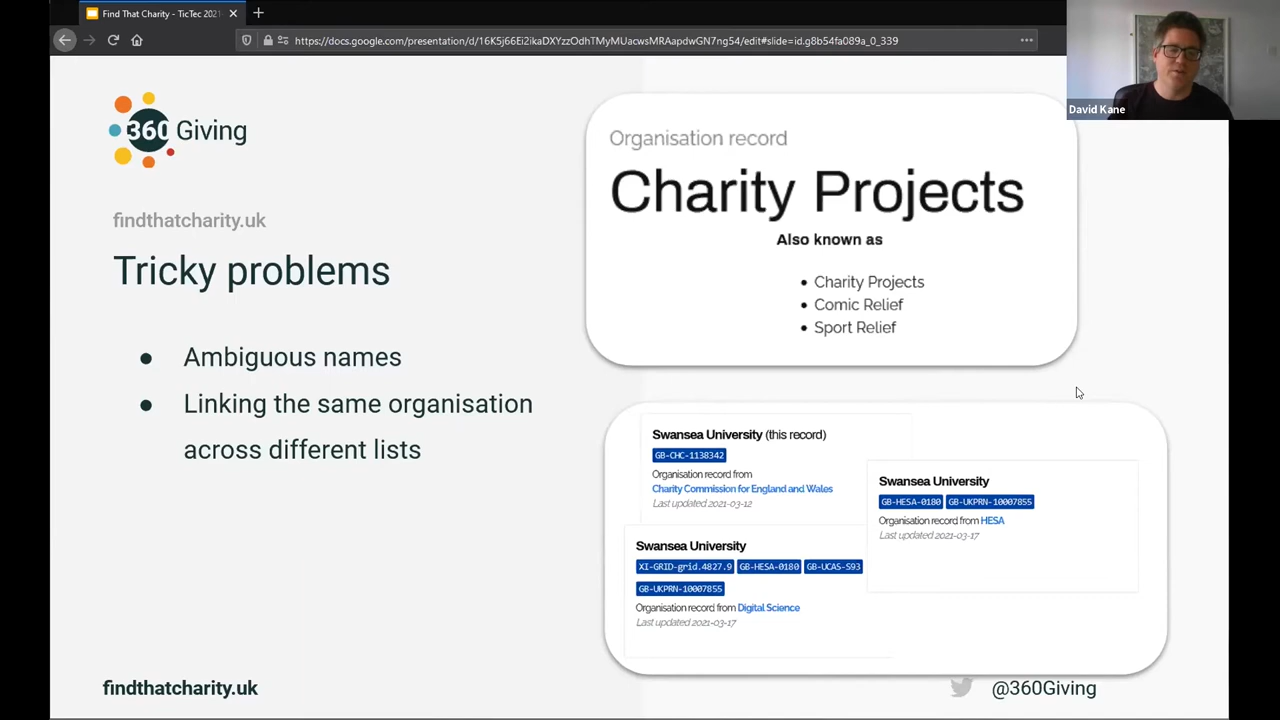 Find That Charity - TicTec 2021
https://docs.google.com/presentation/d/16K5j66Ei2ikaDXYzzOdhTMyMUacwsMRAapdwGN7ng54/edit#slide=id.g8b54fa089a_0_339
David Kane
360 Giving
findthatcharity.uk
Tricky problems
Ambiguous names
Linking the same organisation
across different lists
Organisation record
Charity Projects
Also known as
Charity Projects
Comic Relief
Sport Relief
Swansea University (this record)
GB-CHC-1138342
Organisation record from
Charity Commission for England and Wales
Last updated 2021-03-12
Swansea University
GB-HESA-0180 GB-UKPRN-10007855
Organisation record from HESA
Last updated 2021-03-17
Swansea University
XI-GRID-grid.4827.9 GB-HESA-0180 GB-UCAS-S93
GB-UKPRN-10007855
Organisation record from Digital Science
Last updated 2021-03-17
findthatcharity.uk
@360Giving